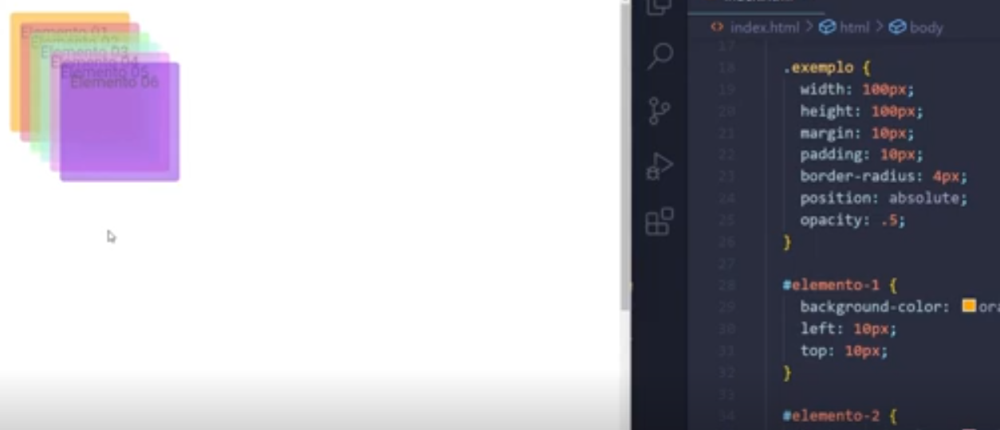 Elemento 01
Elemento 02
Elemento 03
Elemento 04
Elemento 05
Elemento 06
index.html > html > body
17
18 .exemplo {
19 width: 100px;
20 height: 100px;
21 margin: 10px;
22 padding: 10px;
23 border-radius: 4px;
24 position: absolute;
25 opacity: .5;
26 }
27
28 #elemento-1 {
29 background-color: ora
30 left: 10px;
31 top: 10px;
32 }
33
34 #elemento-2 {